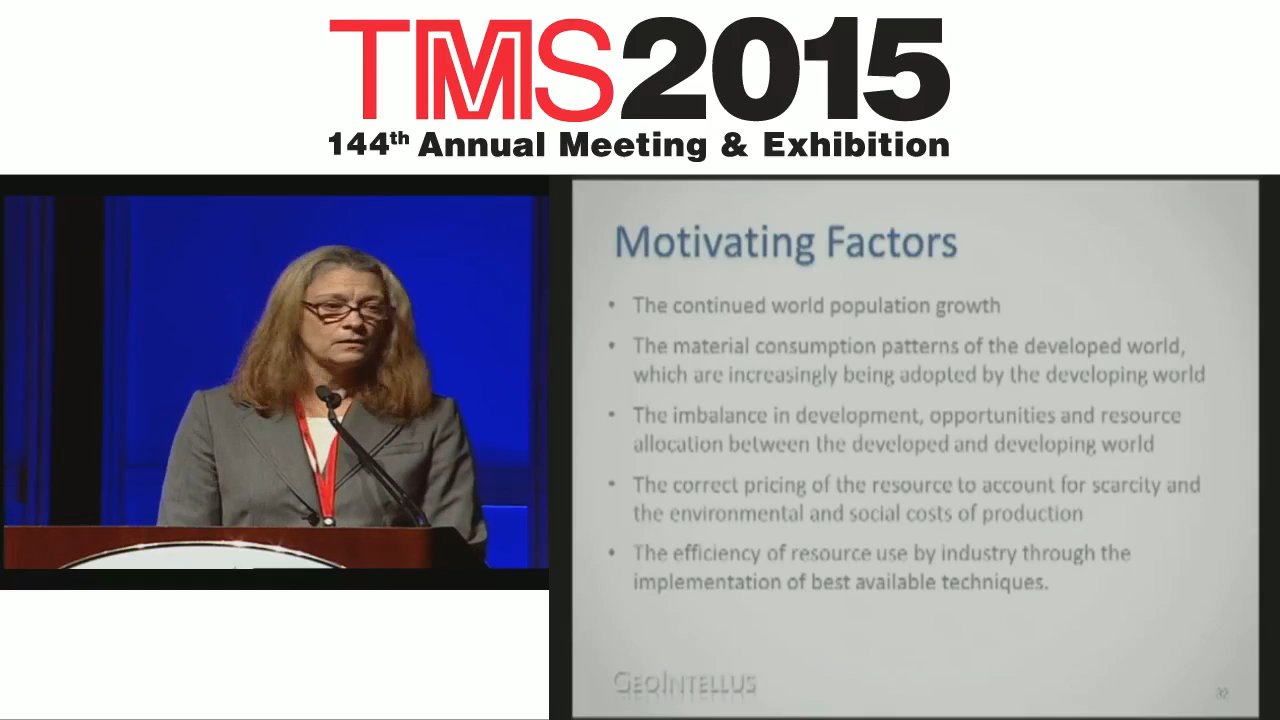 TMS2015
144th Annual Meeting & Exhibition
Motivating Factors
• The continued world population growth
• The material consumption patterns of the developed world,
which are increasingly being adopted by the developing world
• The imbalance in development, opportunities and resource
allocation between the developed and developing world
• The correct pricing of the resource to account for scarcity and
the environmental and social costs of production
• The efficiency of resource use by industry through the
implementation of best available techniques.
GEOINTELLUS